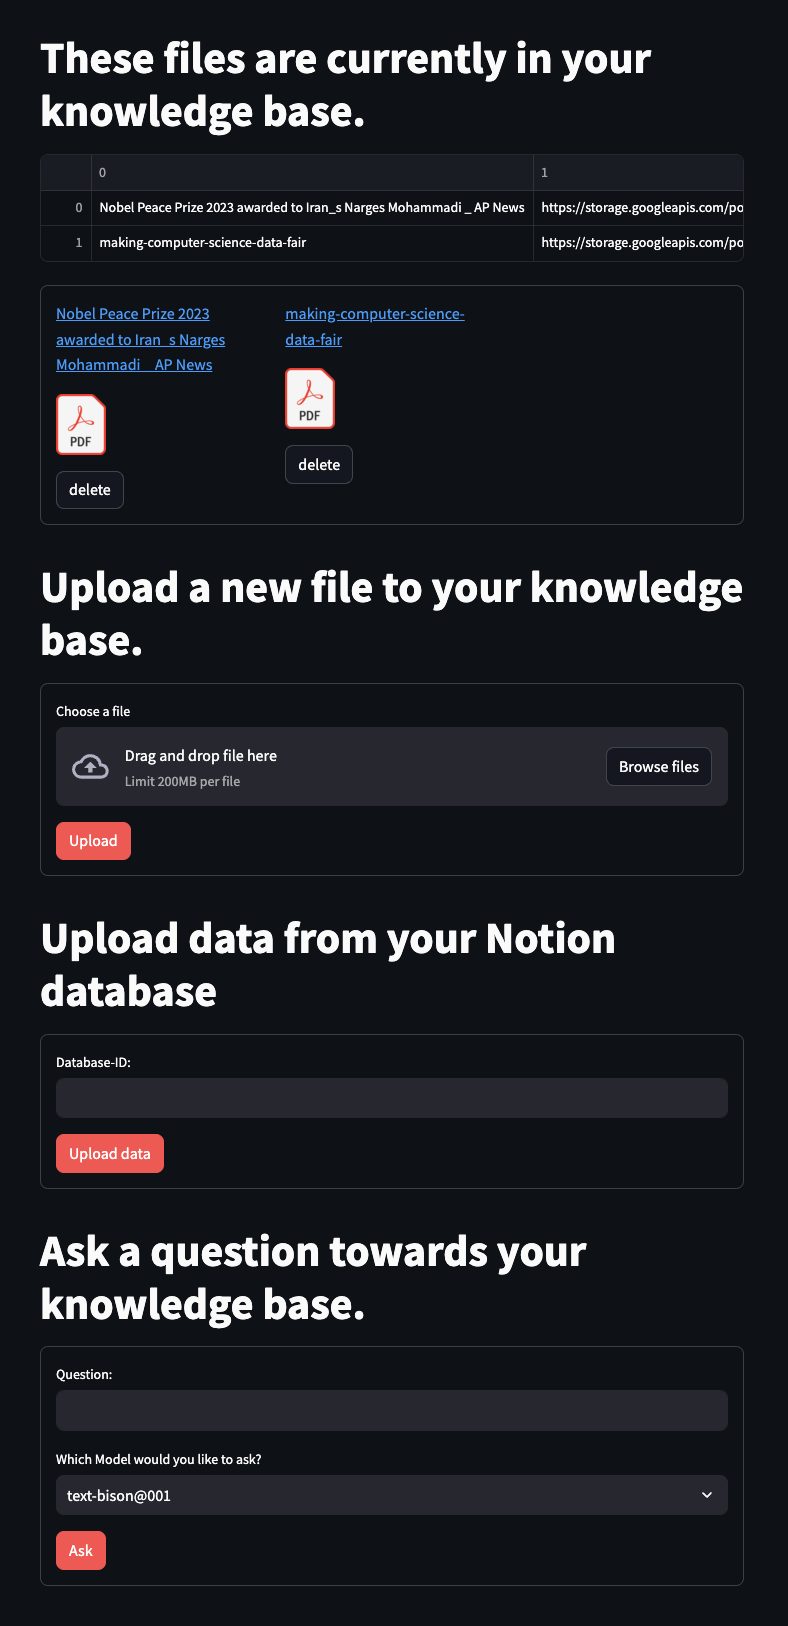 These files are currently in your
knowledge base.
0 1
0 Nobel Peace Prize 2023 awarded to Iran_s Narges Mohammadi _ AP News https://storage.googleapis.com/po
1 making-computer-science-data-fair https://storage.googleapis.com/po
Nobel Peace Prize 2023
awarded to Iran_s Narges
Mohammadi _ AP News
PDF
delete
making-computer-science-
data-fair
PDF
delete
Upload a new file to your knowledge
base.
Choose a file
Drag and drop file here
Limit 200MB per file
Browse files
Upload
Upload data from your Notion
database
Database-ID:
Upload data
Ask a question towards your
knowledge base.
Question:
Which Model would you like to ask?
text-bison@001
Ask